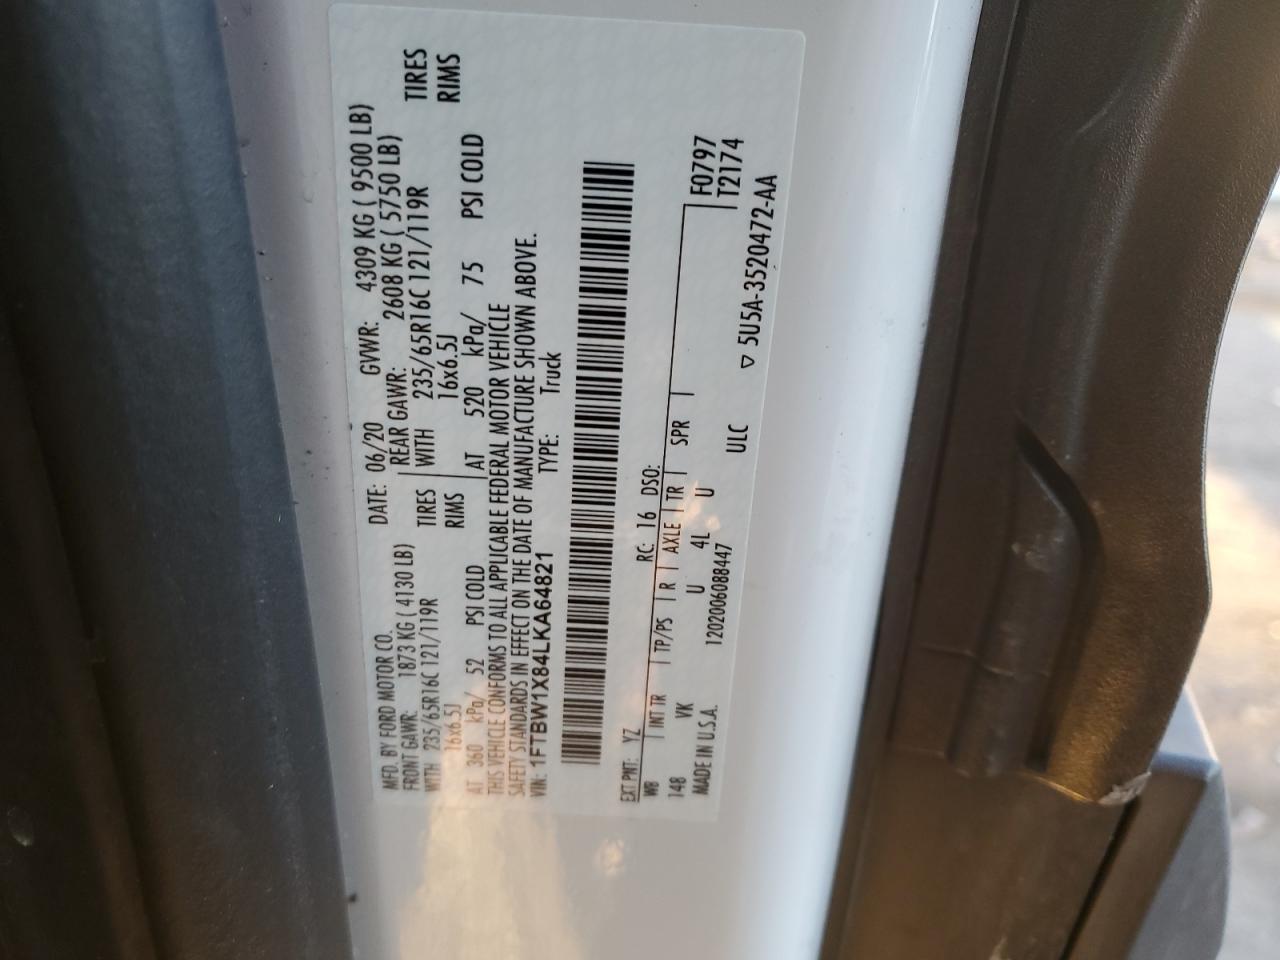 MFD. BY FORD MOTOR CO. DATE: 06/20 GVWR: 4309 KG ( 9500 LB)
FRONT GAWR: 1873 KG ( 4130 LB) REAR GAWR: 2608 KG ( 5750 LB)
WITH 235/65R16C 121/119R TIRES WITH 235/65R16C 121/119R TIRES
16x6.5J RIMS 16x6.5J RIMS
AT 360 kPa/ 52 PSI COLD AT 520 kPa/ 75 PSI COLD
THIS VEHICLE CONFORMS TO ALL APPLICABLE FEDERAL MOTOR VEHICLE
SAFETY STANDARDS IN EFFECT ON THE DATE OF MANUFACTURE SHOWN ABOVE.
VIN: 1FTBW1X84LKA64821 TYPE: Truck
EXT PNT: YZ RC: 16 DSO: F0797
WB INT TR TP/PS R AXLE TR SPR T2174
148 VK U 4L U
MADE IN U.S.A. 1202006088447 ULC ▽ 5U5A-3520472-AA